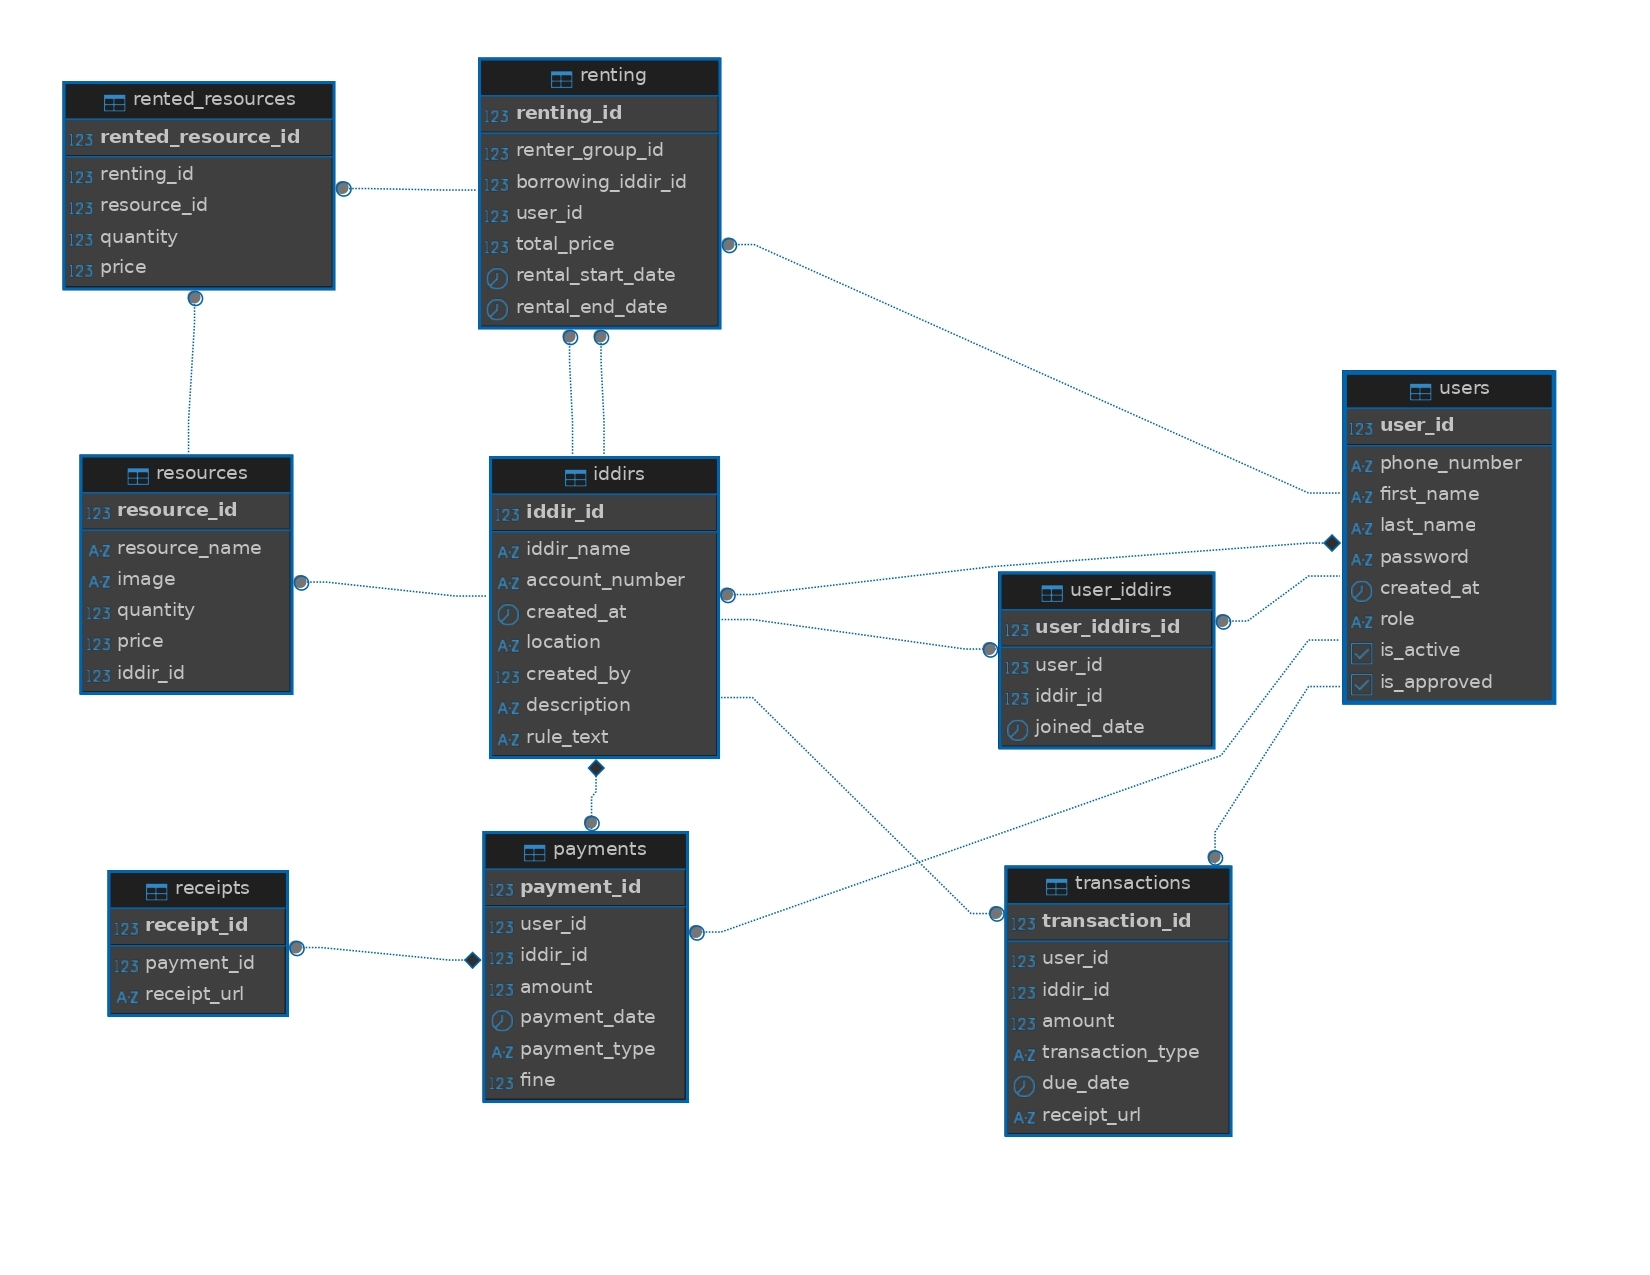 rented_resources
123 rented_resource_id
123 renting_id
123 resource_id
123 quantity
123 price
renting
123 renting_id
123 renter_group_id
123 borrowing_iddir_id
123 user_id
123 total_price
rental_start_date
rental_end_date
users
123 user_id
A-Z phone_number
A-Z first_name
A-Z last_name
A-Z password
created_at
A-Z role
is_active
is_approved
resources
123 resource_id
A-Z resource_name
A-Z image
123 quantity
123 price
123 iddir_id
iddirs
123 iddir_id
A-Z iddir_name
A-Z account_number
created_at
A-Z location
123 created_by
A-Z description
A-Z rule_text
user_iddirs
123 user_iddirs_id
123 user_id
123 iddir_id
joined_date
receipts
123 receipt_id
123 payment_id
A-Z receipt_url
payments
123 payment_id
123 user_id
123 iddir_id
123 amount
payment_date
A-Z payment_type
123 fine
transactions
123 transaction_id
123 user_id
123 iddir_id
123 amount
A-Z transaction_type
due_date
A-Z receipt_url